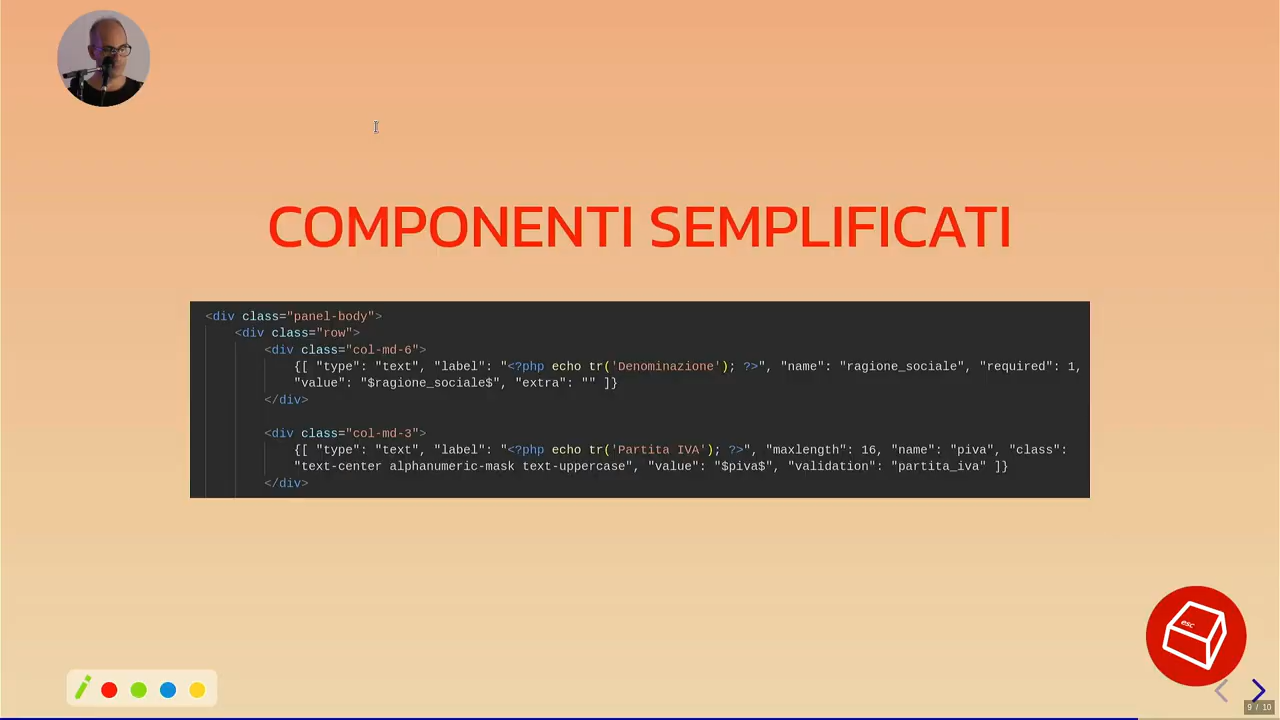 COMPONENTI SEMPLIFICATI
<div class="panel-body">
<div class="row">
<div class="col-md-6">
{[ "type": "text", "label": "<?php echo tr('Denominazione'); ?>", "name": "ragione_sociale", "required": 1,
"value": "$ragione_sociale$", "extra": "" ]}
</div>
<div class="col-md-3">
{[ "type": "text", "label": "<?php echo tr('Partita IVA'); ?>", "maxlength": 16, "name": "piva", "class":
"text-center alphanumeric-mask text-uppercase", "value": "$piva$", "validation": "partita_iva" ]}
</div>
esc
9 / 10